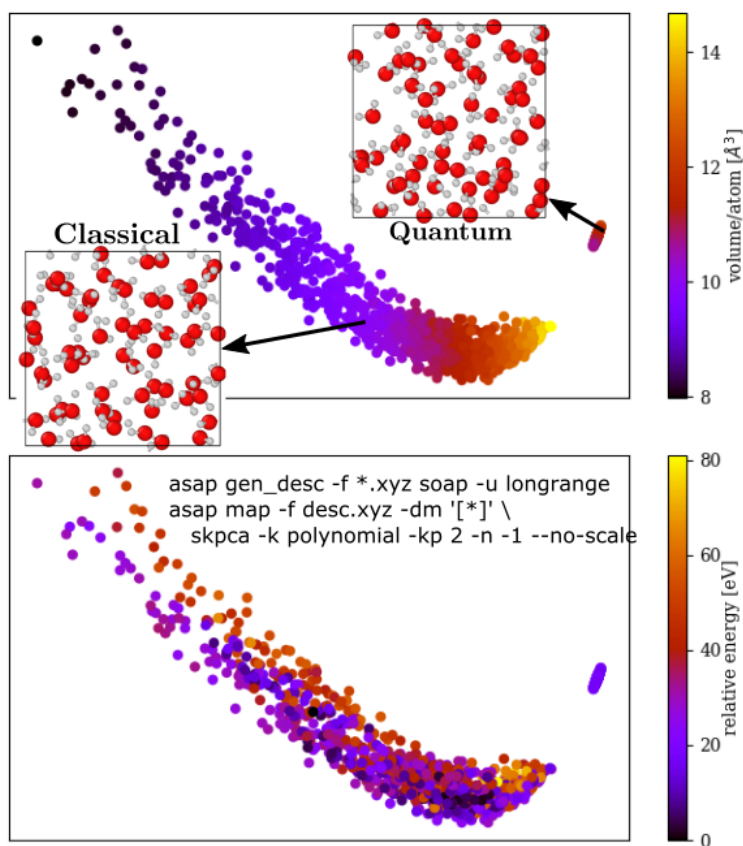 14
12
10
8
volume/atom [Å³]
Classical
Quantum
asap gen_desc -f *.xyz soap -u longrange
asap map -f desc.xyz -dm '[*]' \
skpca -k polynomial -kp 2 -n -1 --no-scale
80
60
40
20
0
relative energy [eV]